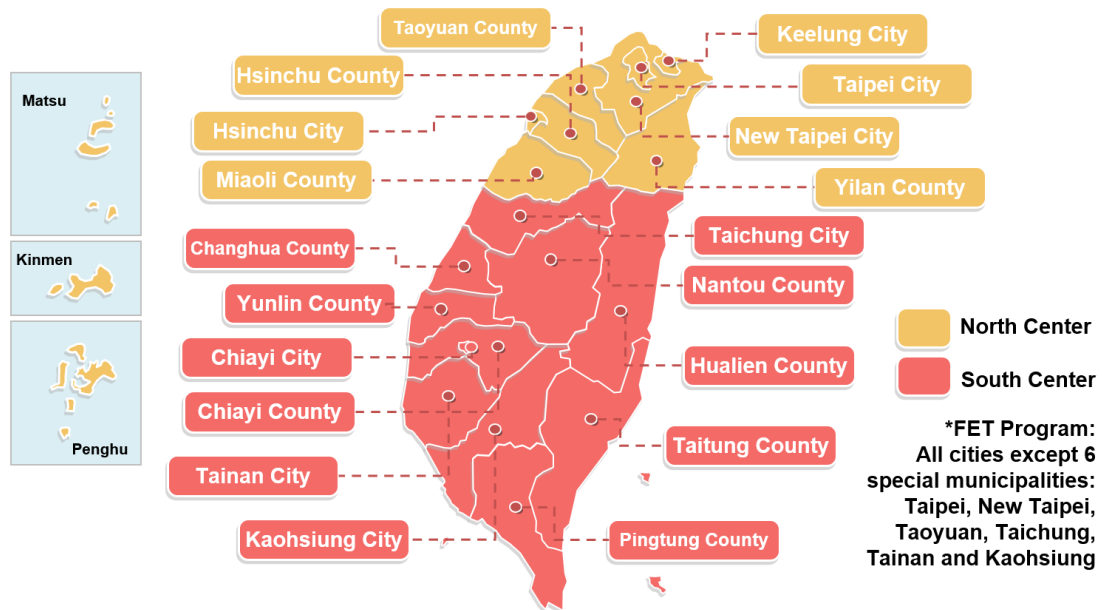 Taoyuan County
Keelung City
Hsinchu County
Taipei City
Matsu
Hsinchu City
New Taipei City
Miaoli County
Yilan County
Changhua County
Taichung City
Kinmen
Yunlin County
Nantou County
North Center
Chiayi City
Hualien County
South Center
Chiayi County
*FET Program:
All cities except 6
special municipalities:
Taipei, New Taipei,
Taoyuan, Taichung,
Tainan and Kaohsiung
Taitung County
Penghu
Tainan City
Kaohsiung City
Pingtung County